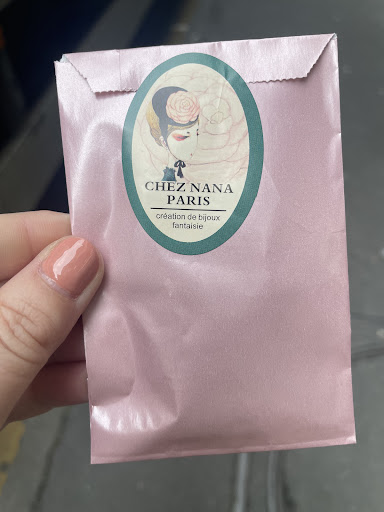 CHEZ NANA
PARIS
création de bijoux
fantaisie